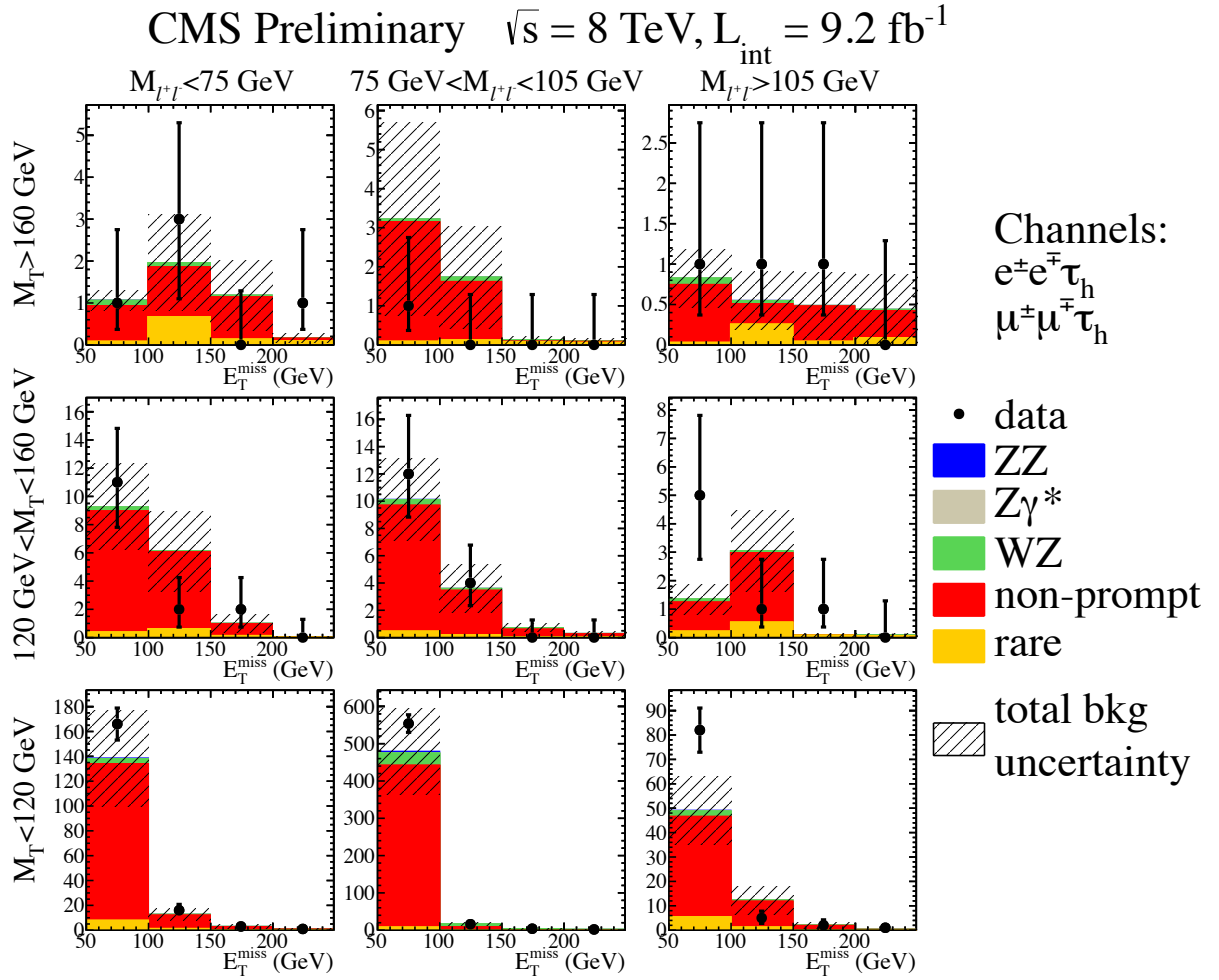 CMS Preliminary √s = 8 TeV, L_int = 9.2 fb⁻¹
M_l⁺l⁻<75 GeV 75 GeV<M_l⁺l⁻<105 GeV M_l⁺l⁻>105 GeV
M_T>160 GeV
0 1 2 3 4 5
50 100 150 200
E_T^miss (GeV)
0 1 2 3 4 5 6
50 100 150 200
E_T^miss (GeV)
0 0.5 1 1.5 2 2.5
50 100 150 200
E_T^miss (GeV)
120 GeV<M_T<160 GeV
0 2 4 6 8 10 12 14 16
50 100 150 200
E_T^miss (GeV)
0 2 4 6 8 10 12 14 16
50 100 150 200
E_T^miss (GeV)
0 1 2 3 4 5 6 7 8
50 100 150 200
E_T^miss (GeV)
M_T<120 GeV
0 20 40 60 80 100 120 140 160 180
50 100 150 200
E_T^miss (GeV)
0 100 200 300 400 500 600
50 100 150 200
E_T^miss (GeV)
0 10 20 30 40 50 60 70 80 90
50 100 150 200
E_T^miss (GeV)
Channels:
e±e∓τ_h
μ±μ∓τ_h
data
ZZ
Zγ*
WZ
non-prompt
rare
total bkg
uncertainty